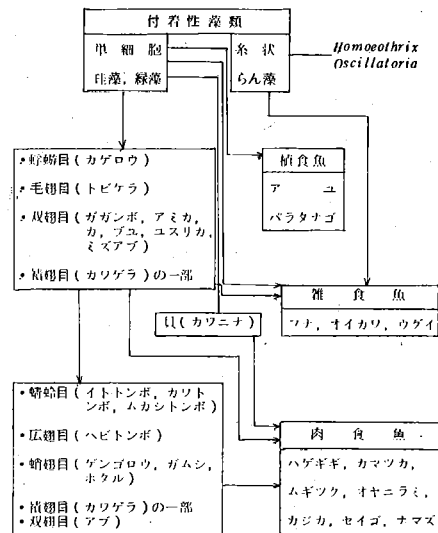 付着性藻類
単細胞
珪藻, 緑藻
糸状
らん藻
Homoeothrix
Oscillatoria
・蜉蝣目(カゲロウ)
・毛翅目(トビケラ)
・双翅目(ガガンボ, アミカ,
カ, ブユ, ユスリカ,
ミズアブ)
・襀翅目(カワゲラ)の一部
植食魚
アユ
バラタナゴ
貝(カワニナ)
雑食魚
フナ, オイカワ, ウグイ
・蜻蛉目(イトトンボ, カワト
ンボ, ムカシトンボ)
・広翅目(ヘビトンボ)
・鞘翅目(ゲンゴロウ, ガムシ,
ホタル)
・襀翅目(カワゲラ)の一部
・双翅目(アブ)
肉食魚
ハゲギギ, カマツカ,
ムギツク, オヤニラミ,
カジカ, セイゴ, ナマズ